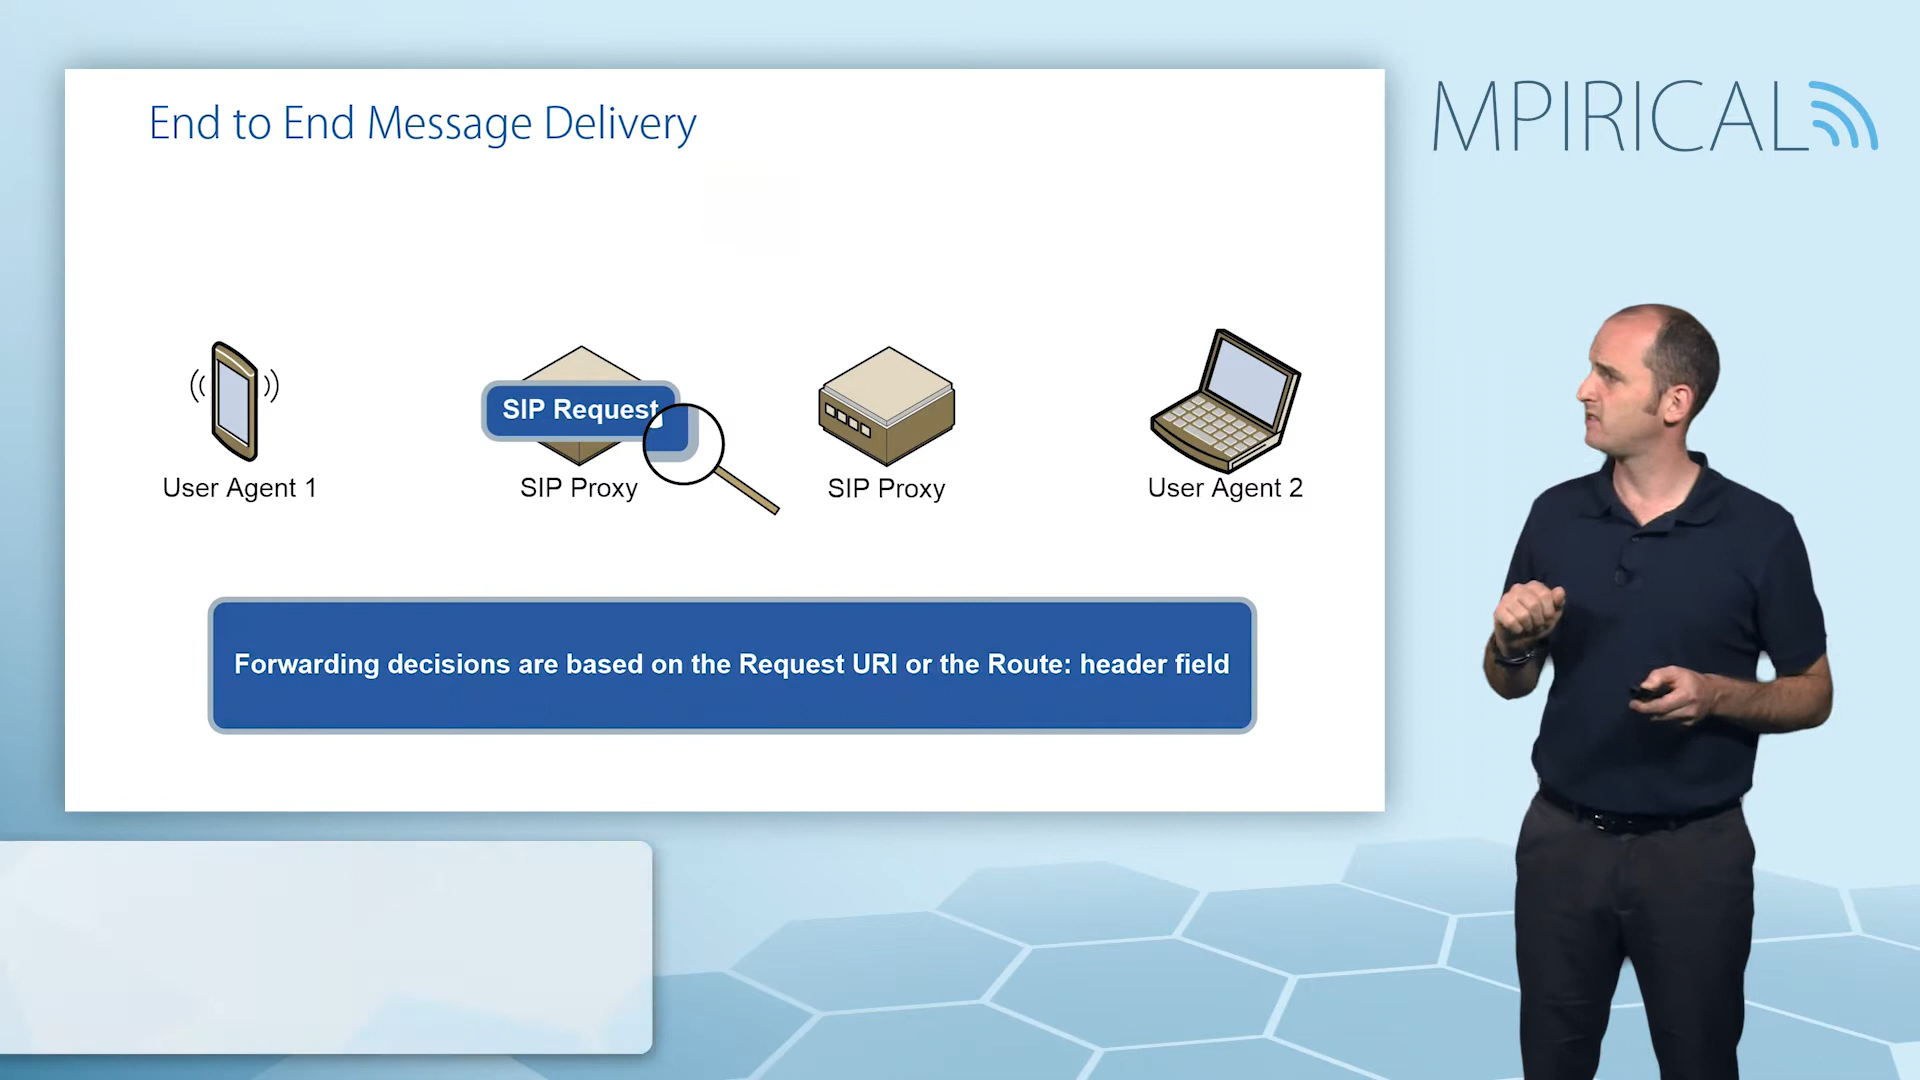 End to End Message Delivery
MPIRICAL
SIP Request
User Agent 1
SIP Proxy
SIP Proxy
User Agent 2
Forwarding decisions are based on the Request URI or the Route: header field